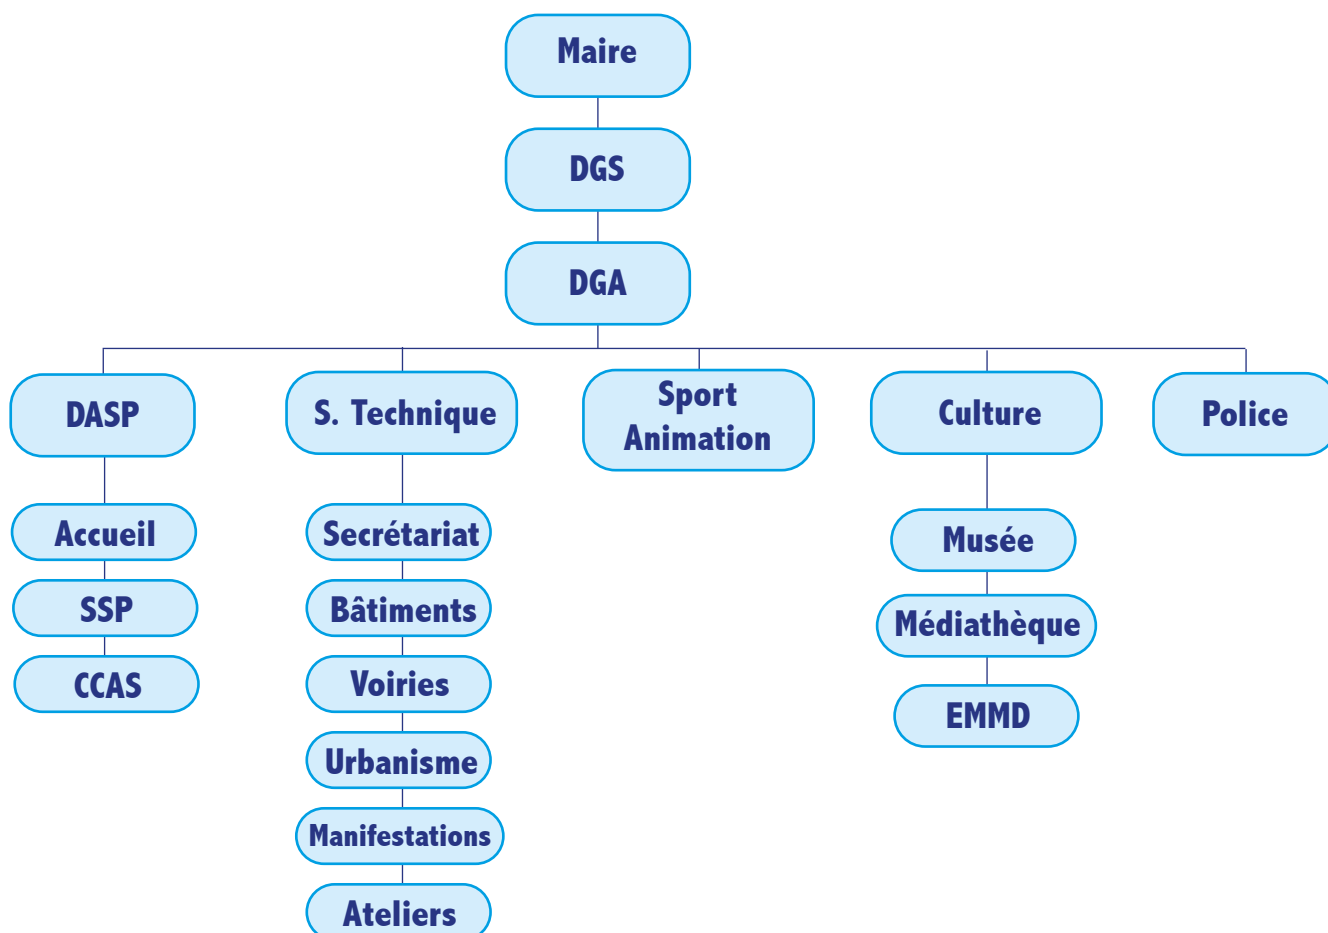 Maire
DGS
DGA
DASP
S. Technique
Sport
Animation
Culture
Police
Accueil
SSP
CCAS
Secrétariat
Bâtiments
Voiries
Urbanisme
Manifestations
Ateliers
Musée
Médiathèque
EMMD